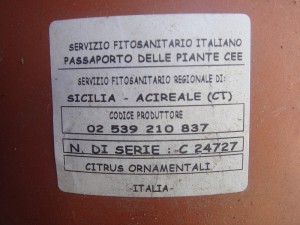 SERVIZIO FITOSANITARIO ITALIANO
PASSAPORTO DELLE PIANTE CEE
SERVIZIO FITOSANITARIO REGIONALE DI:
SICILIA - ACIREALE (CT)
CODICE PRODUTTORE
02 539 210 837
N. DI SERIE : C 24727
CITRUS ORNAMENTALI
-ITALIA-